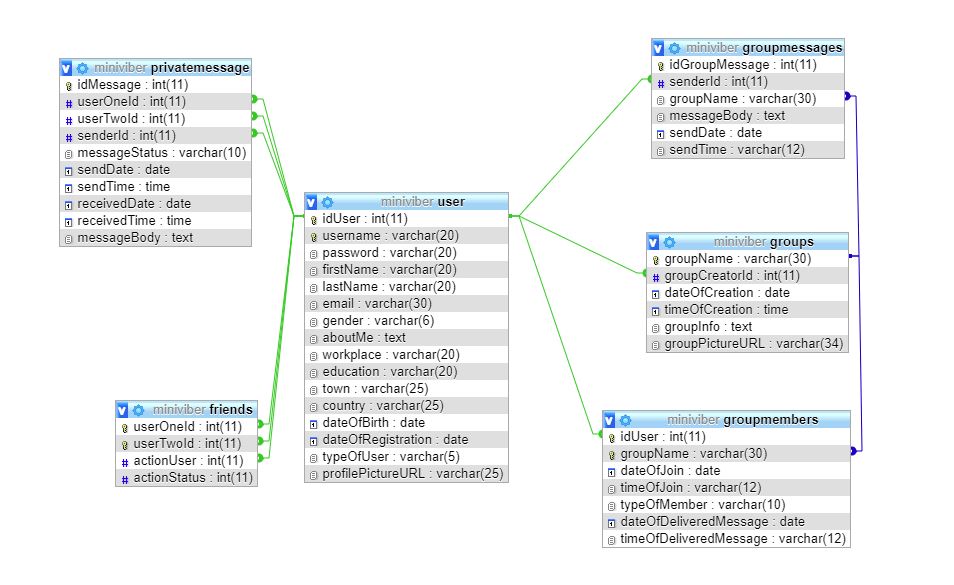 miniviber privatemessage
idMessage : int(11)
userOneId : int(11)
userTwoId : int(11)
senderId : int(11)
messageStatus : varchar(10)
sendDate : date
sendTime : time
receivedDate : date
receivedTime : time
messageBody : text
miniviber friends
userOneId : int(11)
userTwoId : int(11)
actionUser : int(11)
actionStatus : int(11)
miniviber user
idUser : int(11)
username : varchar(20)
password : varchar(20)
firstName : varchar(20)
lastName : varchar(20)
email : varchar(30)
gender : varchar(6)
aboutMe : text
workplace : varchar(20)
education : varchar(20)
town : varchar(25)
country : varchar(25)
dateOfBirth : date
dateOfRegistration : date
typeOfUser : varchar(5)
profilePictureURL : varchar(25)
miniviber groupmessages
idGroupMessage : int(11)
senderId : int(11)
groupName : varchar(30)
messageBody : text
sendDate : date
sendTime : varchar(12)
miniviber groups
groupName : varchar(30)
groupCreatorId : int(11)
dateOfCreation : date
timeOfCreation : time
groupInfo : text
groupPictureURL : varchar(34)
miniviber groupmembers
idUser : int(11)
groupName : varchar(30)
dateOfJoin : date
timeOfJoin : varchar(12)
typeOfMember : varchar(10)
dateOfDeliveredMessage : date
timeOfDeliveredMessage : varchar(12)